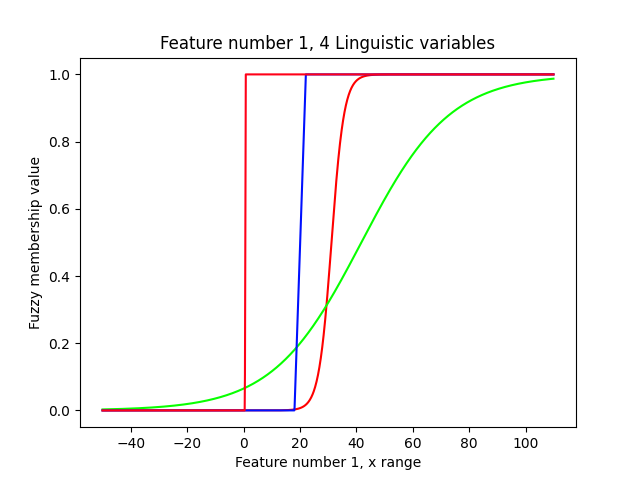 Feature number 1, 4 Linguistic variables
Fuzzy membership value
1.0
0.8
0.6
0.4
0.2
0.0
−40 −20 0 20 40 60 80 100
Feature number 1, x range